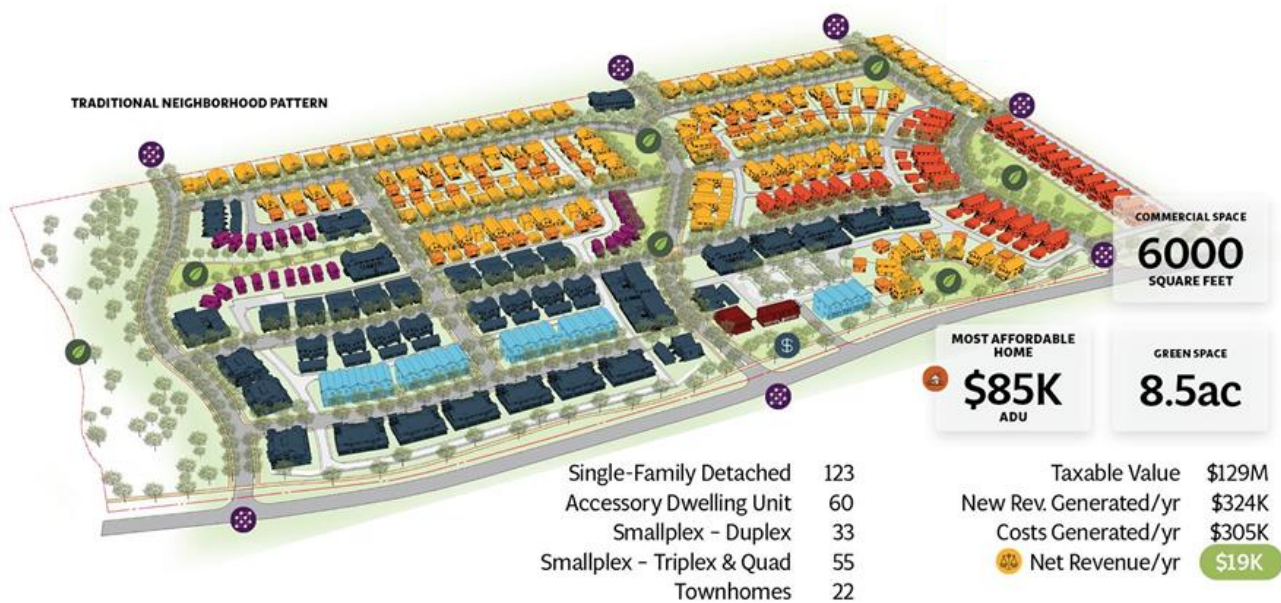 TRADITIONAL NEIGHBORHOOD PATTERN
COMMERCIAL SPACE
6000
SQUARE FEET
MOST AFFORDABLE
HOME
$85K
ADU
GREEN SPACE
8.5ac
$
Single-Family Detached 123
Accessory Dwelling Unit 60
Smallplex – Duplex 33
Smallplex – Triplex & Quad 55
Townhomes 22
Taxable Value $129M
New Rev. Generated/yr $324K
Costs Generated/yr $305K
Net Revenue/yr $19K